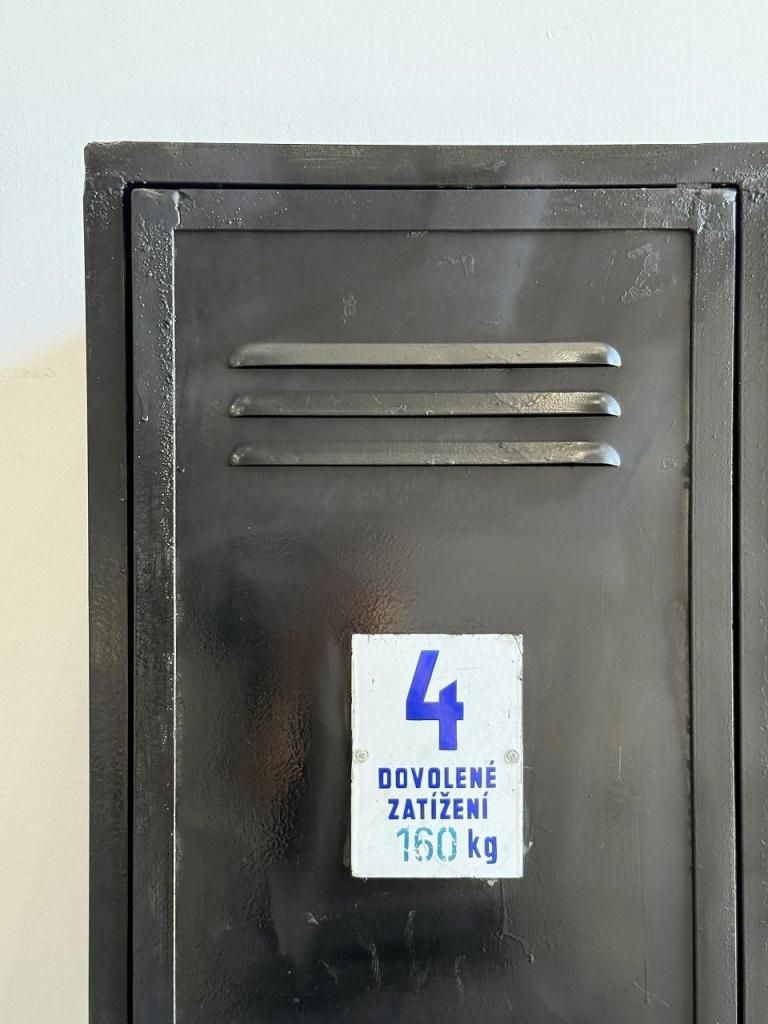 4
DOVOLENÉ
ZATÍŽENÍ
160 kg